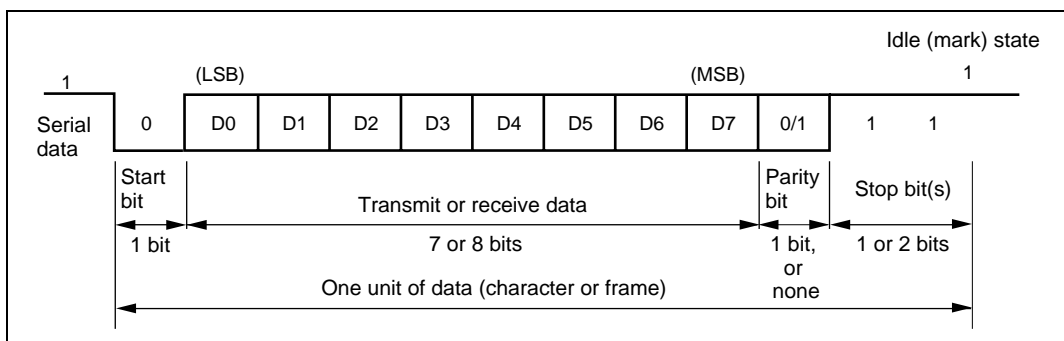 Idle (mark) state
1 (LSB) (MSB) 1
Serial data
0 D0 D1 D2 D3 D4 D5 D6 D7 0/1 1 1
Start bit
Transmit or receive data
Parity bit
Stop bit(s)
1 bit
7 or 8 bits
1 bit, or none
1 or 2 bits
One unit of data (character or frame)